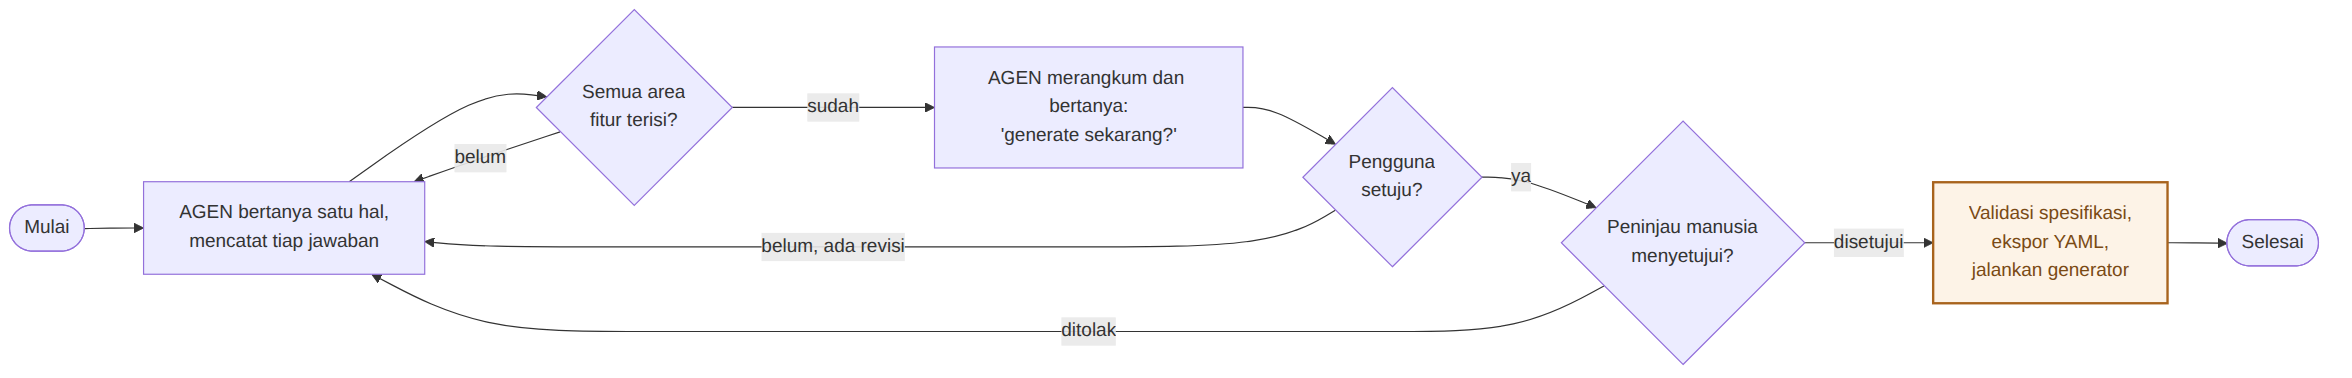 Mulai
AGEN bertanya satu hal,
mencatat tiap jawaban
Semua area
fitur terisi?
belum
sudah
AGEN merangkum dan
bertanya:
'generate sekarang?'
Pengguna
setuju?
belum, ada revisi
ya
Peninjau manusia
menyetujui?
ditolak
disetujui
Validasi spesifikasi,
ekspor YAML,
jalankan generator
Selesai